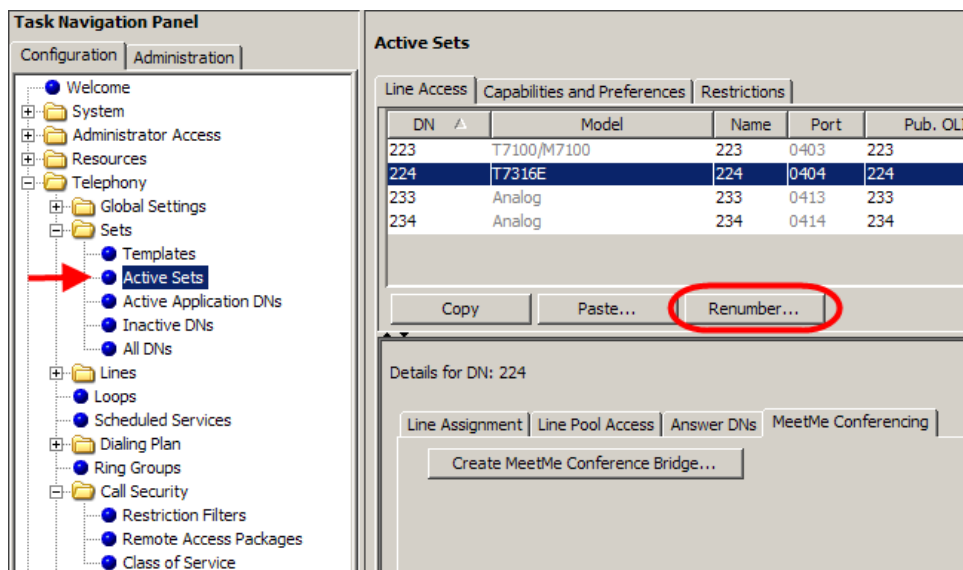 Task Navigation Panel
Configuration Administration
Welcome
System
Administrator Access
Resources
Telephony
Global Settings
Sets
Templates
Active Sets
Active Application DNs
Inactive DNs
All DNs
Lines
Loops
Scheduled Services
Dialing Plan
Ring Groups
Call Security
Restriction Filters
Remote Access Packages
Class of Service
Active Sets
Line Access Capabilities and Preferences Restrictions
DN Model Name Port Pub.
223 T7100/M7100 223 0403 223
224 T7316E 224 0404 224
233 Analog 233 0413 233
234 Analog 234 0414 234
Copy Paste... Renumber...
Details for DN: 224
Line Assignment Line Pool Access Answer DNs MeetMe Conferencing
Create MeetMe Conference Bridge...